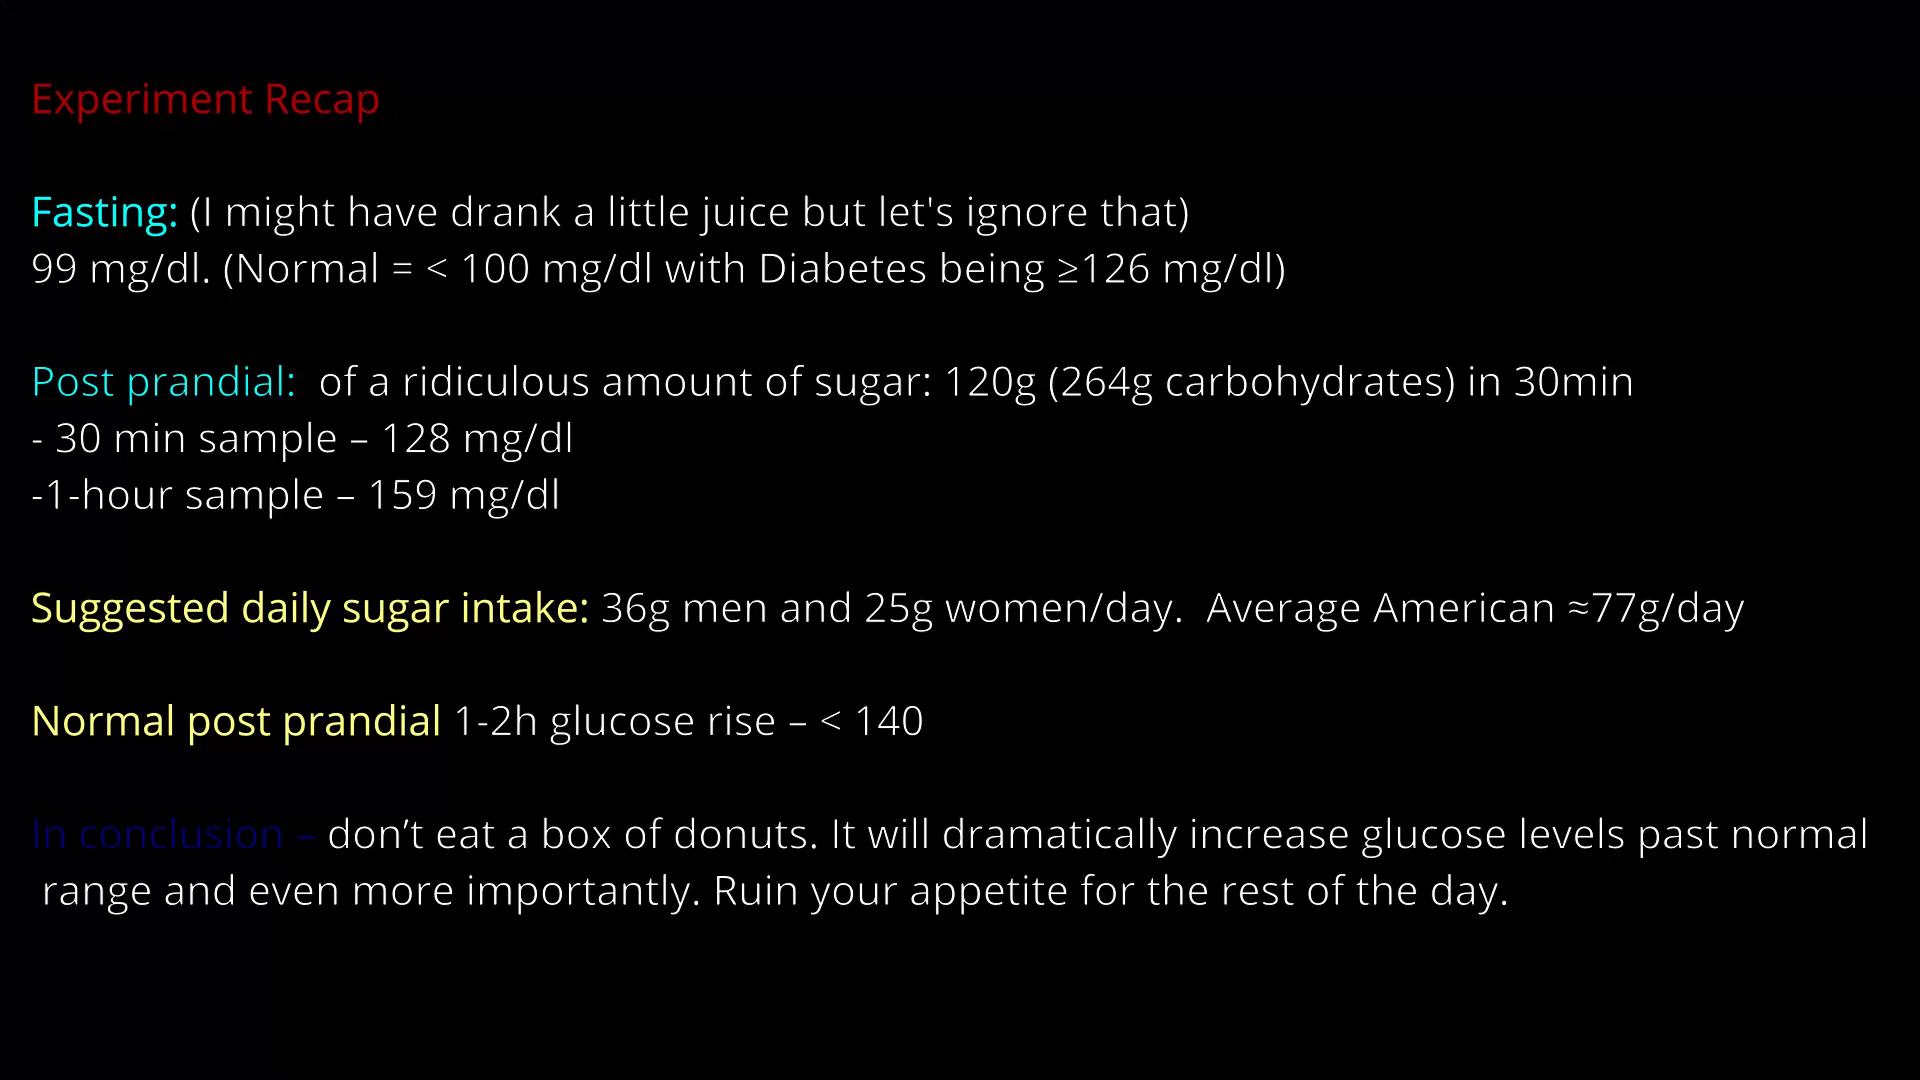 Experiment Recap
Fasting: (I might have drank a little juice but let's ignore that)
99 mg/dl. (Normal = < 100 mg/dl with Diabetes being ≥126 mg/dl)
Post prandial:  of a ridiculous amount of sugar: 120g (264g carbohydrates) in 30min
- 30 min sample – 128 mg/dl
-1-hour sample – 159 mg/dl
Suggested daily sugar intake: 36g men and 25g women/day.  Average American ≈77g/day
Normal post prandial 1-2h glucose rise – < 140
In conclusion – don’t eat a box of donuts. It will dramatically increase glucose levels past normal
range and even more importantly. Ruin your appetite for the rest of the day.